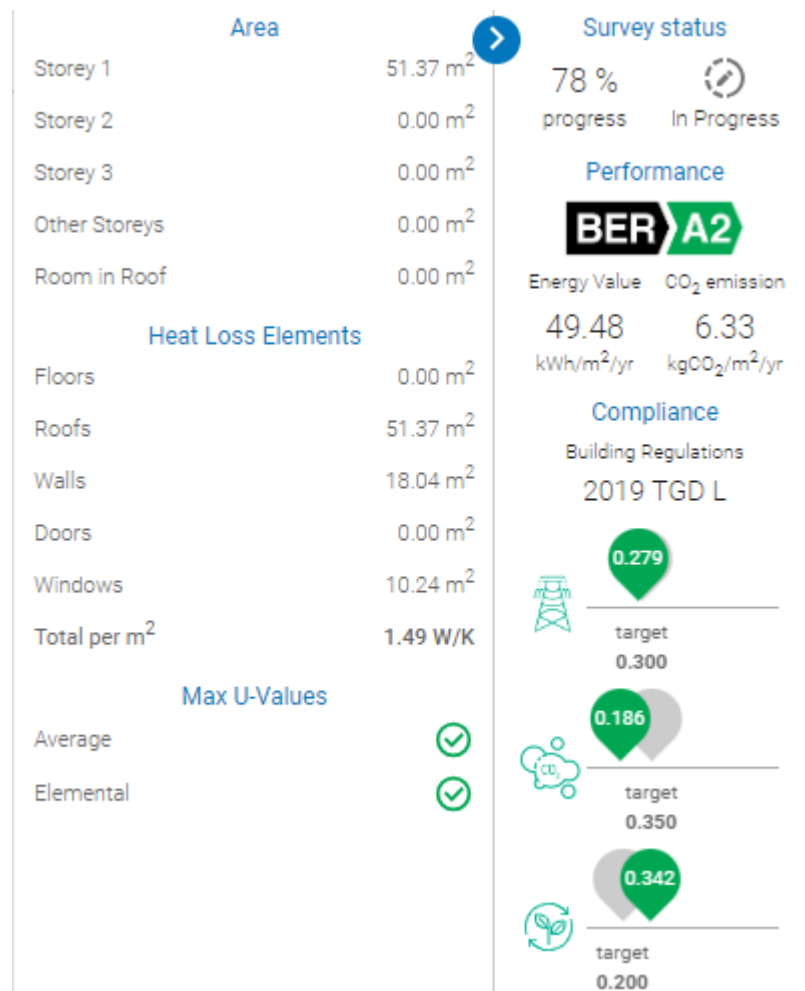 Area
Storey 1 51.37 m²
Storey 2 0.00 m²
Storey 3 0.00 m²
Other Storeys 0.00 m²
Room in Roof 0.00 m²
Heat Loss Elements
Floors 0.00 m²
Roofs 51.37 m²
Walls 18.04 m²
Doors 0.00 m²
Windows 10.24 m²
Total per m² 1.49 W/K
Max U-Values
Average
Elemental
Survey status
78 %
progress In Progress
Performance
BER A2
Energy Value CO₂ emission
49.48 6.33
kWh/m²/yr kgCO₂/m²/yr
Compliance
Building Regulations
2019 TGD L
0.279
target
0.300
0.186
CO₂
target
0.350
0.342
target
0.200